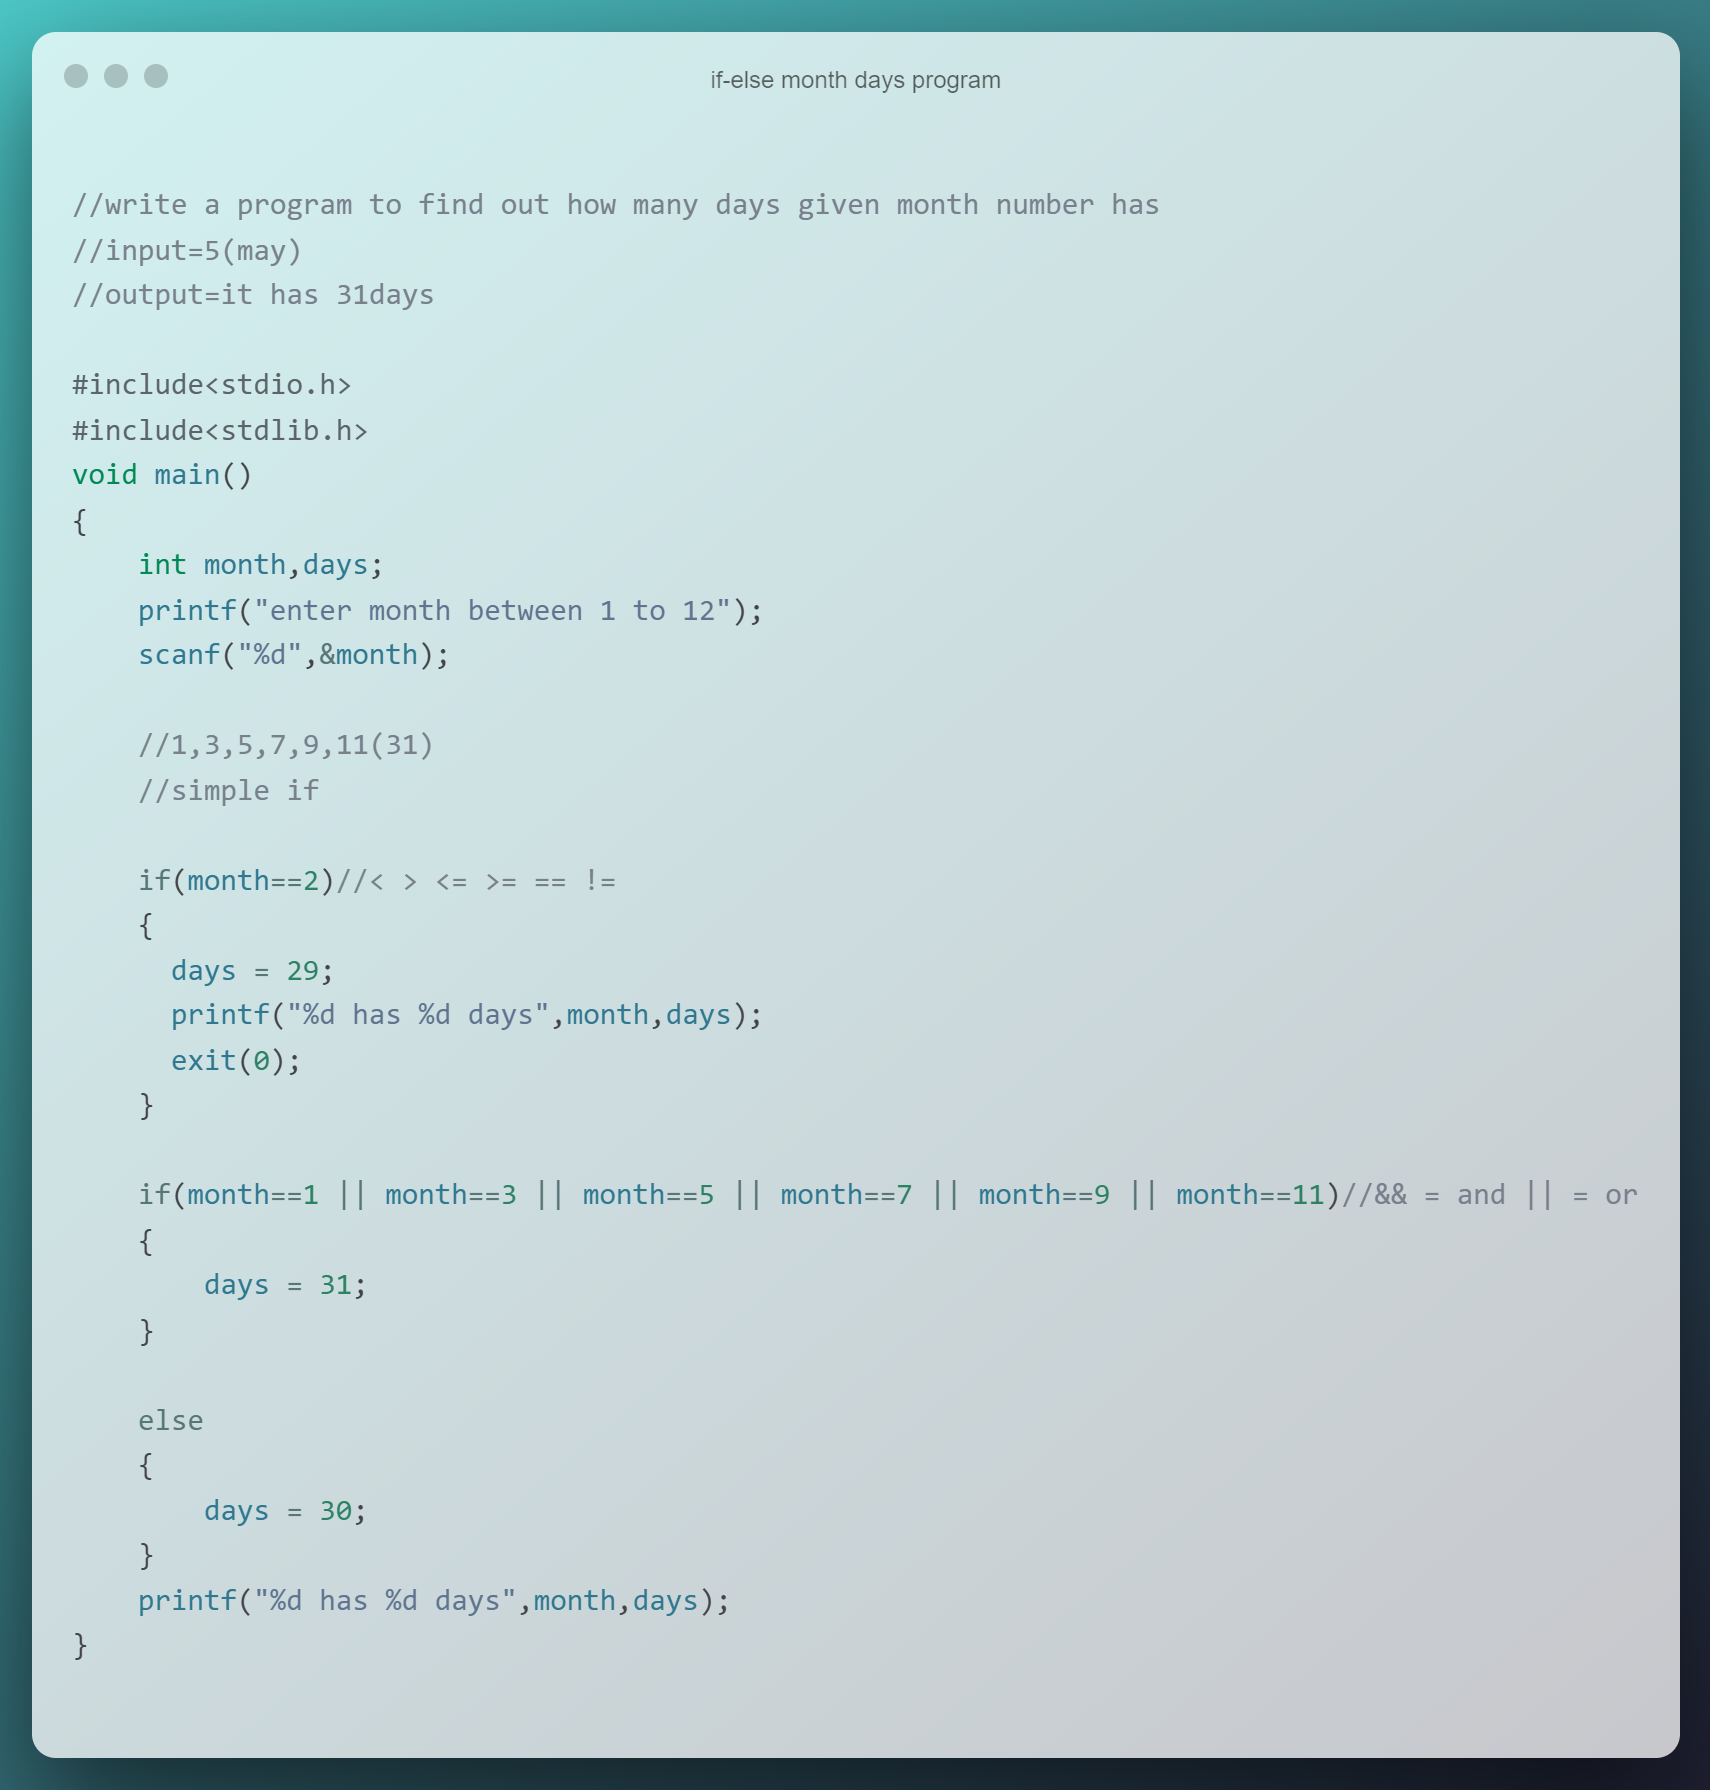 if-else month days program
//write a program to find out how many days given month number has
//input=5(may)
//output=it has 31days
#include<stdio.h>
#include<stdlib.h>
void main()
{
    int month,days;
    printf("enter month between 1 to 12");
    scanf("%d",&month);
    //1,3,5,7,9,11(31)
    //simple if
    if(month==2)//< > <= >= == !=
    {
      days = 29;
      printf("%d has %d days",month,days);
      exit(0);
    }
    if(month==1 || month==3 || month==5 || month==7 || month==9 || month==11)//&& = and || = or
    {
        days = 31;
    }
    else
    {
        days = 30;
    }
    printf("%d has %d days",month,days);
}